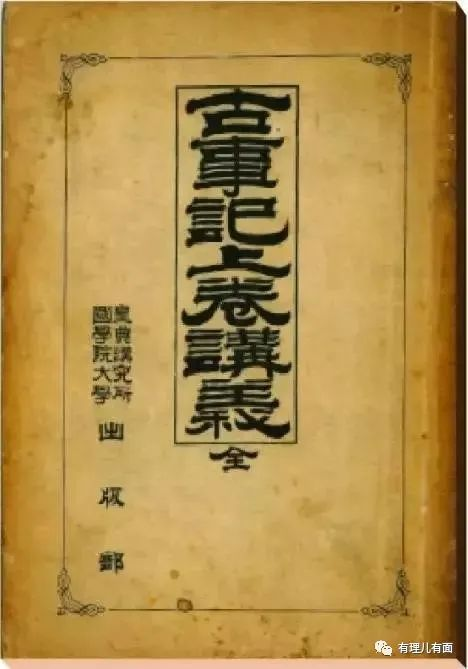 古事記上卷講義
全
皇典講究所
國學院大學
出版部
有理儿有面